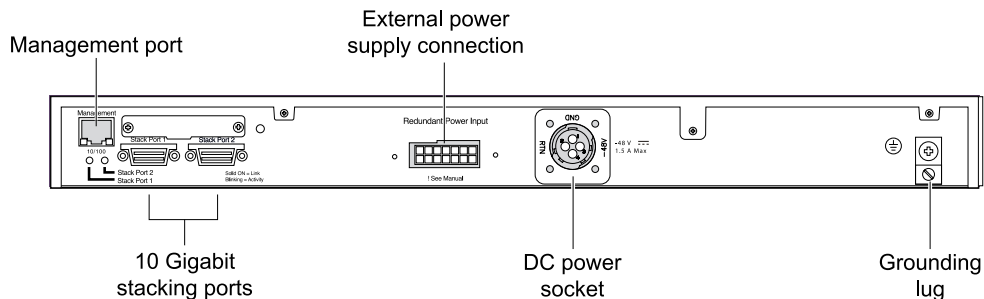 External power
supply connection
Management port
Management
10/100
Stack Port 1
Stack Port 2
Stack Port 2
Stack Port 1
Solid ON = Link
Blinking = Activity
Redundant Power Input
! See Manual
GND
RTN
-48V
-48 V
1.5 A Max
10 Gigabit
stacking ports
DC power
socket
Grounding
lug